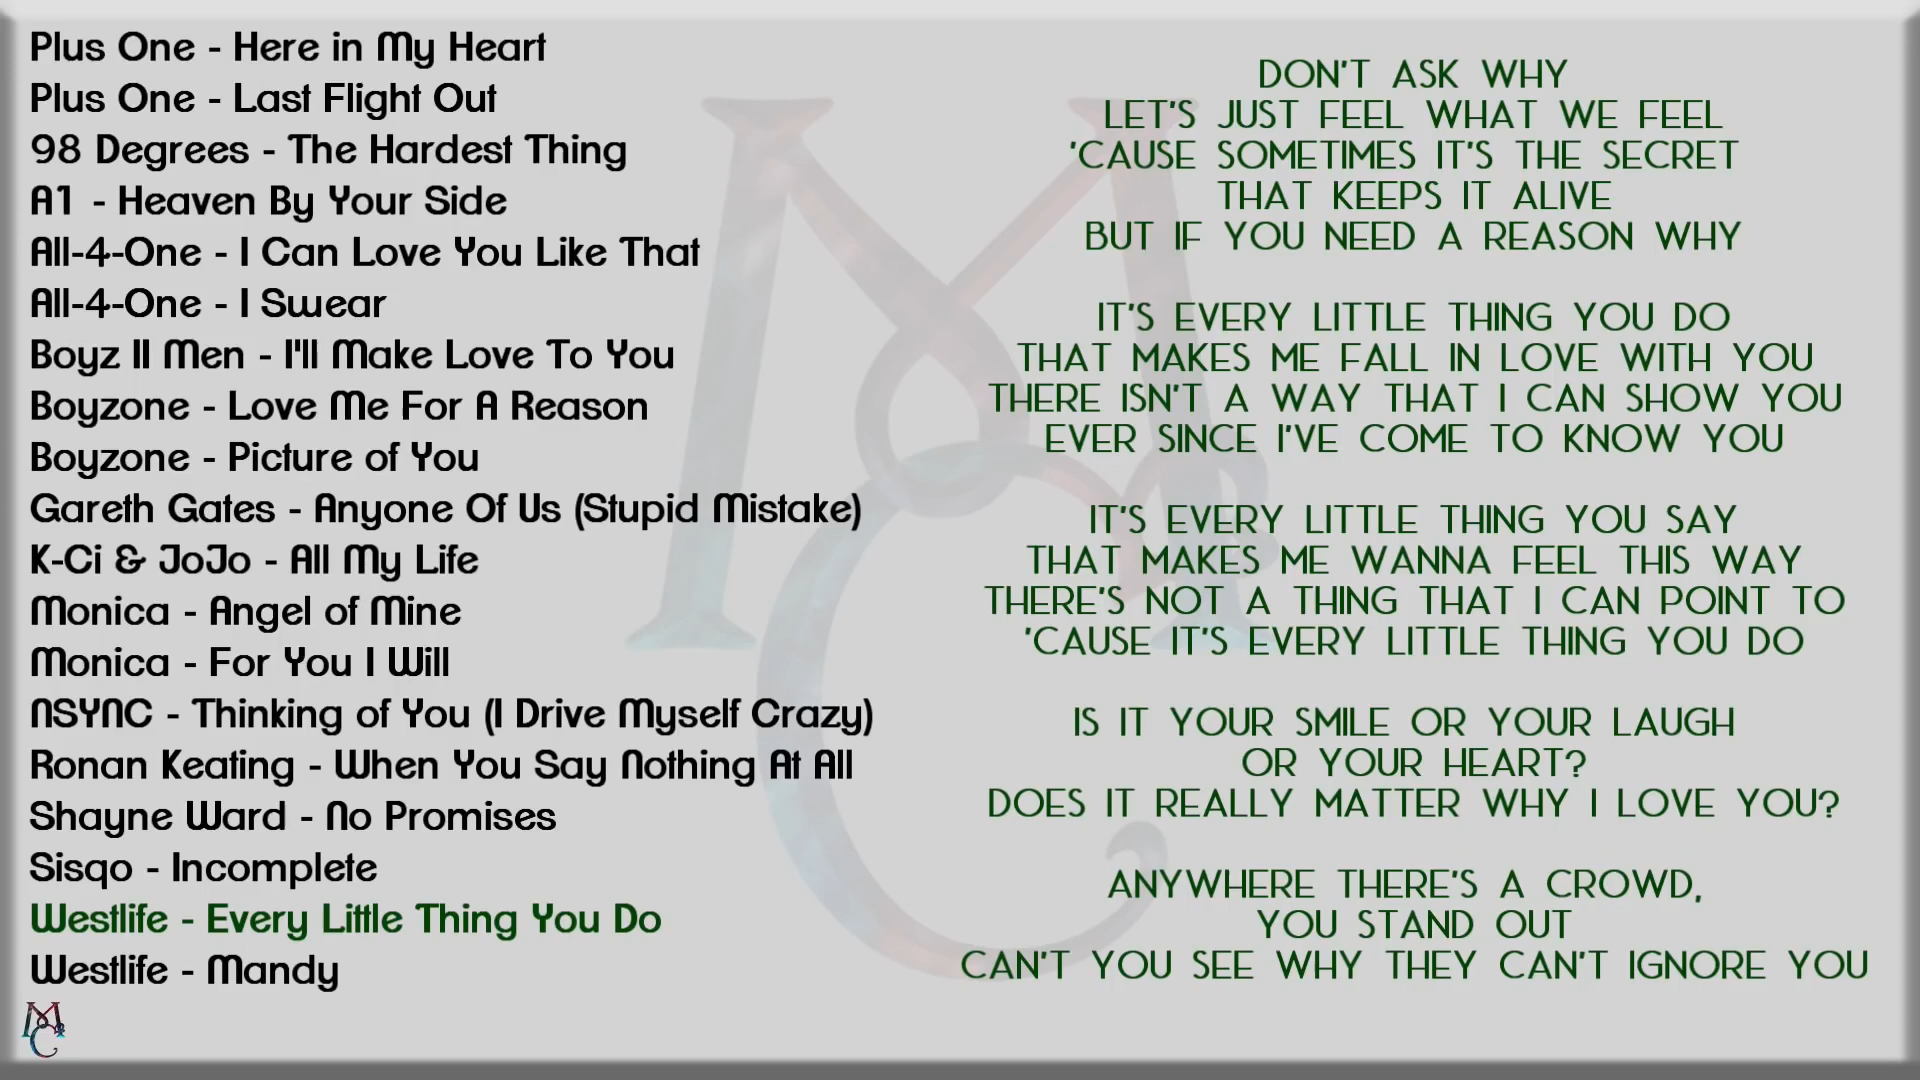 Plus One - Here in My Heart
Plus One - Last Flight Out
98 Degrees - The Hardest Thing
A1 - Heaven By Your Side
All-4-One - I Can Love You Like That
All-4-One - I Swear
Boyz II Men - I'll Make Love To You
Boyzone - Love Me For A Reason
Boyzone - Picture of You
Gareth Gates - Anyone Of Us (Stupid Mistake)
K-Ci & JoJo - All My Life
Monica - Angel of Mine
Monica - For You I Will
NSYNC - Thinking of You (I Drive Myself Crazy)
Ronan Keating - When You Say Nothing At All
Shayne Ward - No Promises
Sisqo - Incomplete
Westlife - Every Little Thing You Do
Westlife - Mandy
DON'T ASK WHY
LET'S JUST FEEL WHAT WE FEEL
'CAUSE SOMETIMES IT'S THE SECRET
THAT KEEPS IT ALIVE
BUT IF YOU NEED A REASON WHY
IT'S EVERY LITTLE THING YOU DO
THAT MAKES ME FALL IN LOVE WITH YOU
THERE ISN'T A WAY THAT I CAN SHOW YOU
EVER SINCE I'VE COME TO KNOW YOU
IT'S EVERY LITTLE THING YOU SAY
THAT MAKES ME WANNA FEEL THIS WAY
THERE'S NOT A THING THAT I CAN POINT TO
'CAUSE IT'S EVERY LITTLE THING YOU DO
IS IT YOUR SMILE OR YOUR LAUGH
OR YOUR HEART?
DOES IT REALLY MATTER WHY I LOVE YOU?
ANYWHERE THERE'S A CROWD,
YOU STAND OUT
CAN'T YOU SEE WHY THEY CAN'T IGNORE YOU
MC